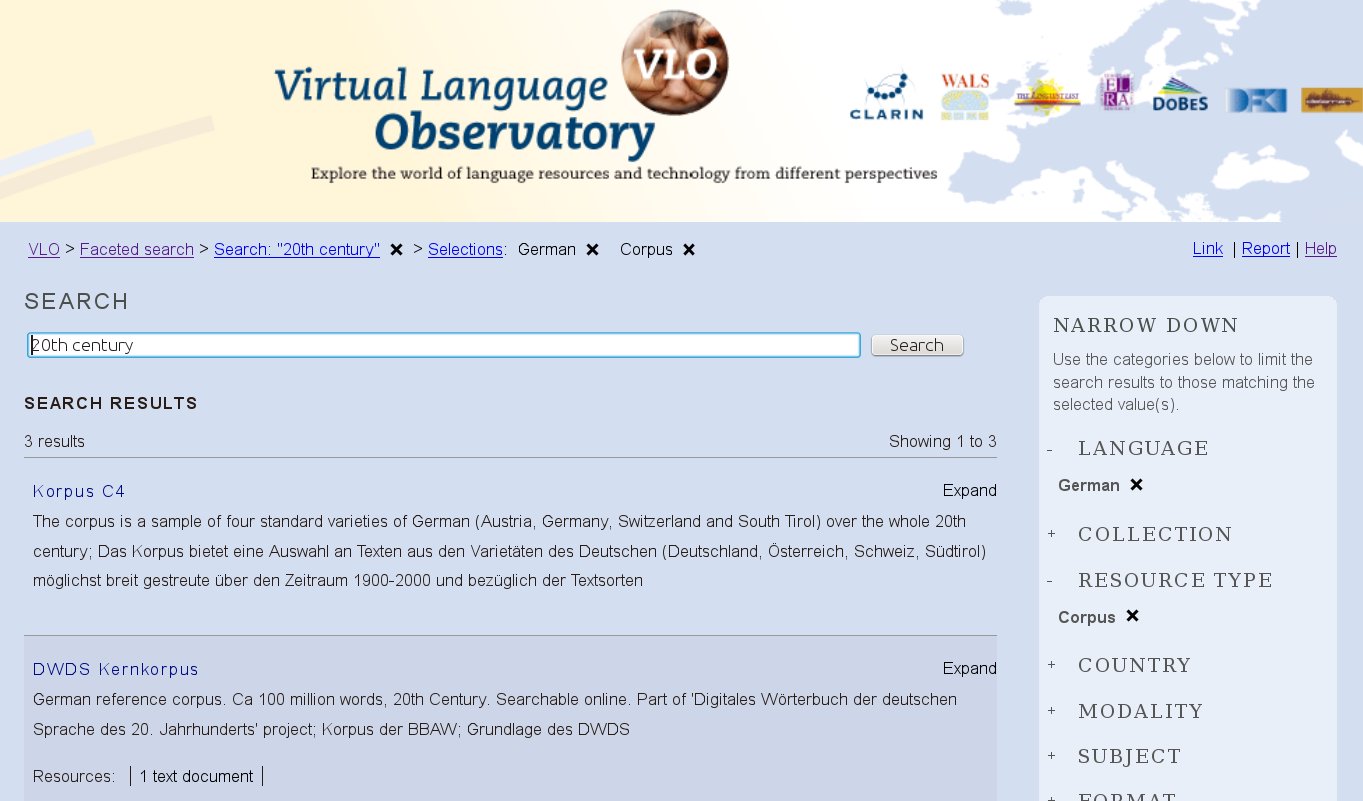 Virtual Language
VLO
Observatory
Explore the world of language resources and technology from different perspectives
CLARIN
WALS
THE LINGUIST LIST
ELRA
DOBES
DFKI
VLO > Faceted search > Search: "20th century" ✖ > Selections: German ✖ Corpus ✖
Link | Report | Help
SEARCH
20th century
Search
SEARCH RESULTS
3 results
Showing 1 to 3
Korpus C4
Expand
The corpus is a sample of four standard varieties of German (Austria, Germany, Switzerland and South Tirol) over the whole 20th
century; Das Korpus bietet eine Auswahl an Texten aus den Varietäten des Deutschen (Deutschland, Österreich, Schweiz, Südtirol)
möglichst breit gestreute über den Zeitraum 1900-2000 und bezüglich der Textsorten
DWDS Kernkorpus
Expand
German reference corpus. Ca 100 million words, 20th Century. Searchable online. Part of 'Digitales Wörterbuch der deutschen
Sprache des 20. Jahrhunderts' project; Korpus der BBAW; Grundlage des DWDS
Resources: | 1 text document |
NARROW DOWN
Use the categories below to limit the
search results to those matching the
selected value(s).
- LANGUAGE
German ✖
+ COLLECTION
- RESOURCE TYPE
Corpus ✖
+ COUNTRY
+ MODALITY
+ SUBJECT
+ FORMAT